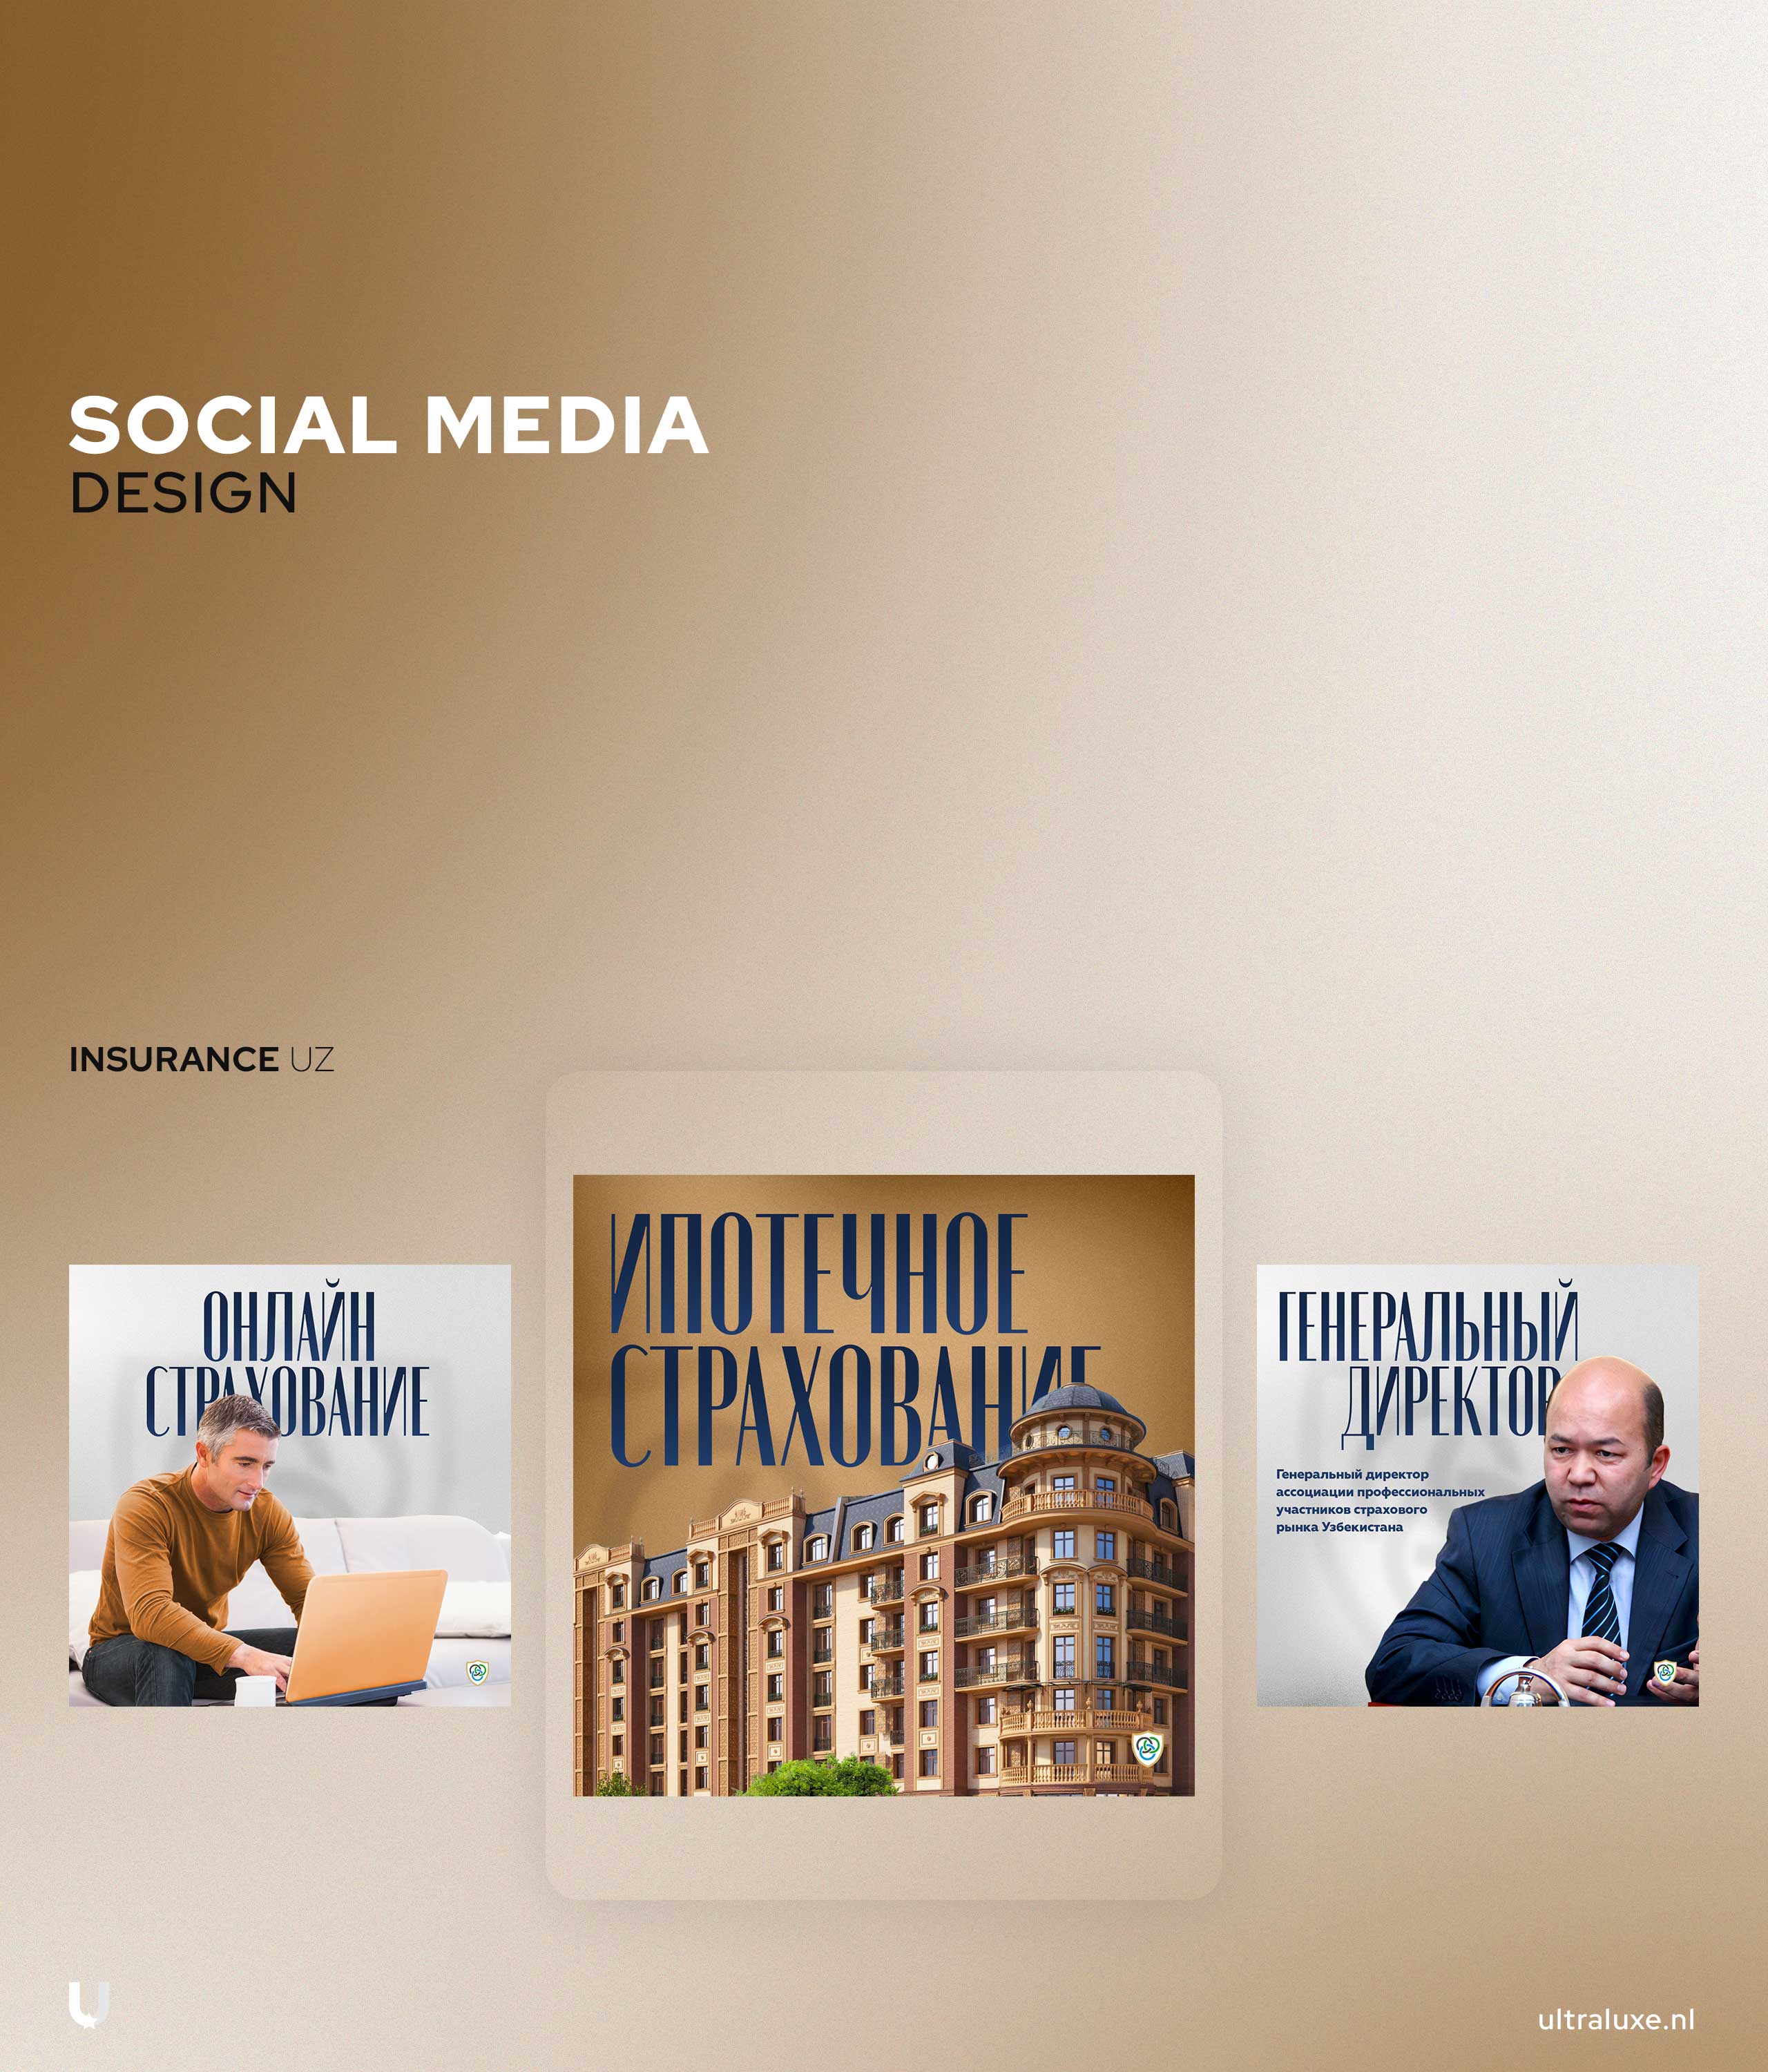 SOCIAL MEDIA
DESIGN
INSURANCE UZ
ОНЛАЙН
СТРАХОВАНИЕ
ИПОТЕЧНОЕ
СТРАХОВАНИЕ
ГЕНЕРАЛЬНЫЙ
ДИРЕКТОР
Генеральный директор
ассоциации профессиональных
участников страхового
рынка Узбекистана
U
ultraluxe.nl